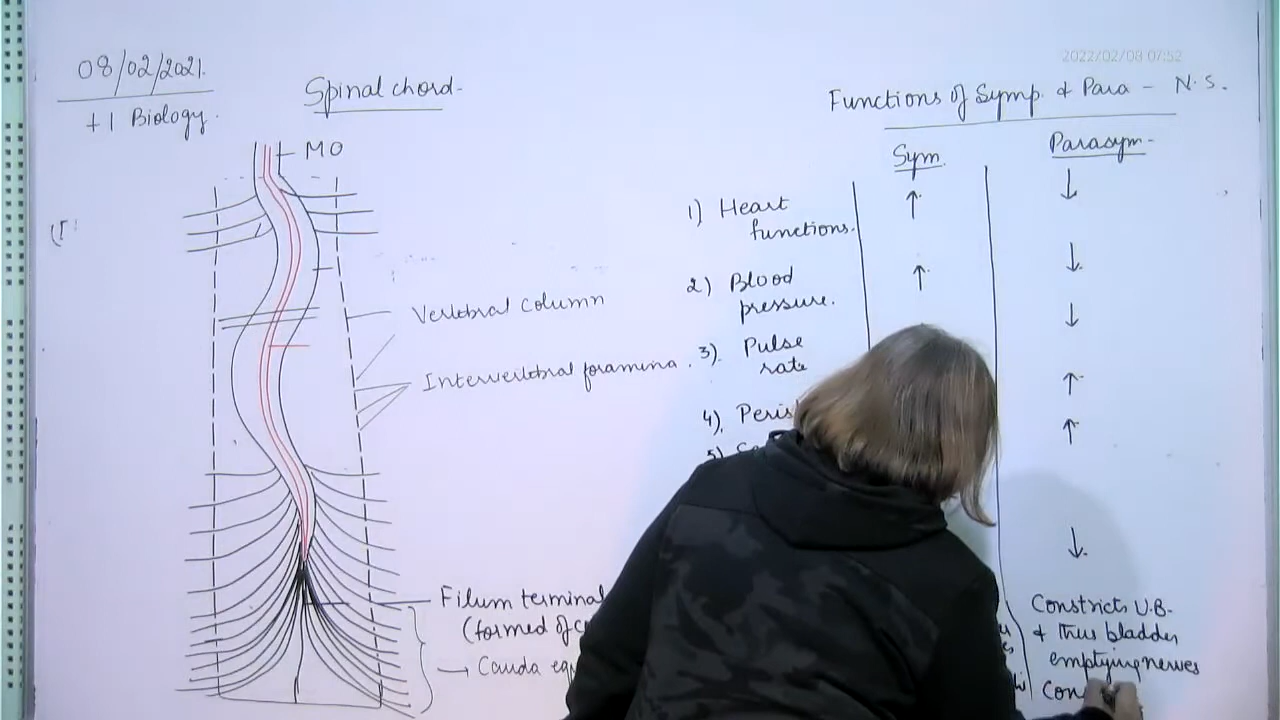 2022/02/08 07:52
08/02/2021.
+1 Biology.
Spinal chord-
MO
Vertebral column
Intervertebral foramina.
Filum terminal
(formed of
→ Cauda
Functions of Symp. & Para - N.S.
Sym. Parasym-
1) Heart ↑ ↓
functions.
2) Blood ↑ ↓
pressure.
3). Pulse ↓
rate
4). Peris ↑
5) ↑
↓
Constricts U.B.
& thus bladder
emptying nerves
Con